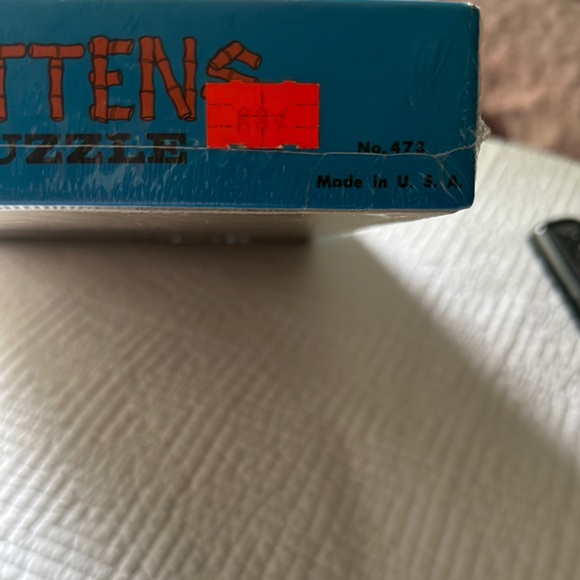 TTENS
UZZLE
No. 473
Made in U. S. A.